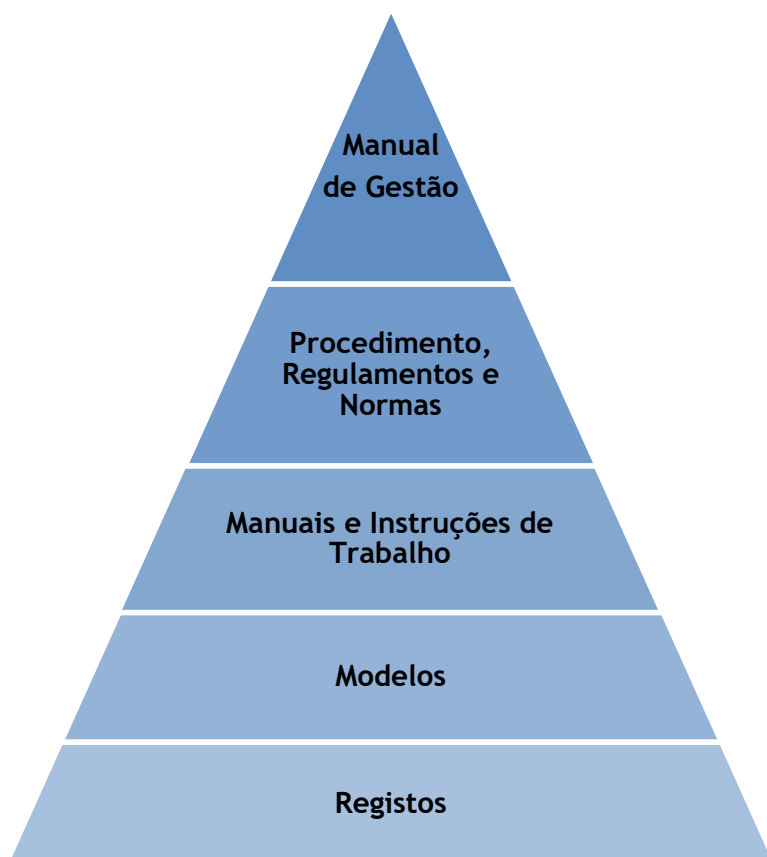 Manual
de Gestão
Procedimento,
Regulamentos e
Normas
Manuais e Instruções de
Trabalho
Modelos
Registos